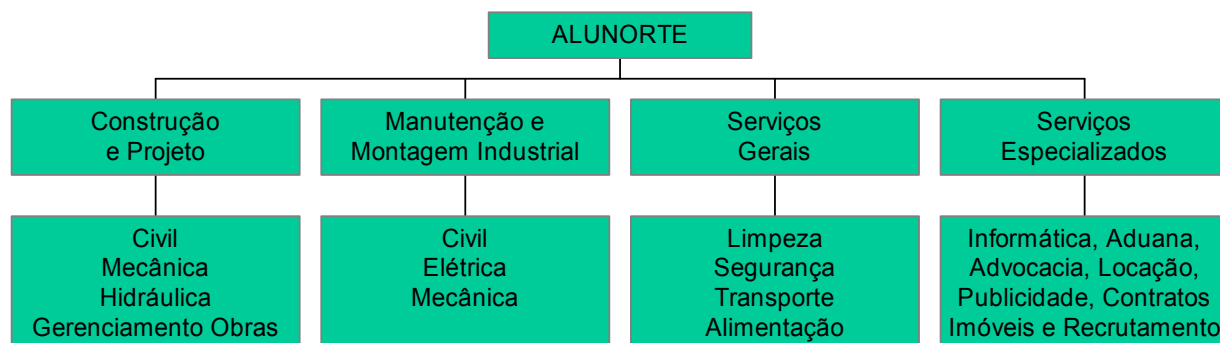 ALUNORTE
Construção
e Projeto
Manutenção e
Montagem Industrial
Serviços
Gerais
Serviços
Especializados
Civil
Mecânica
Hidráulica
Gerenciamento Obras
Civil
Elétrica
Mecânica
Limpeza
Segurança
Transporte
Alimentação
Informática, Aduana,
Advocacia, Locação,
Publicidade, Contratos
Imóveis e Recrutamento